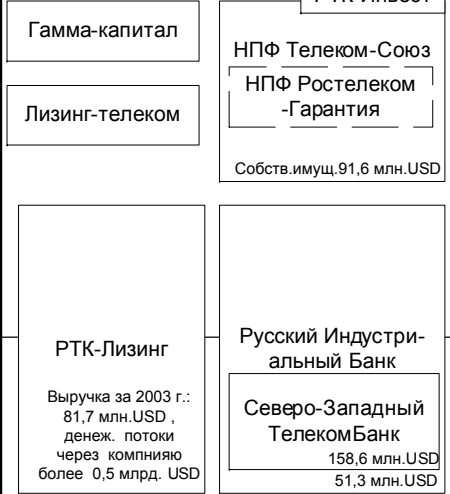 Гамма-капитал
Лизинг-телеком
НПФ Телеком-Союз
НПФ Ростелеком
-Гарантия
Собств.имущ.91,6 млн.USD
РТК-Лизинг
Выручка за 2003 г.:
81,7 млн.USD ,
денеж. потоки
через компнияю
более 0,5 млрд. USD
Русский Индустри-
альный Банк
Северо-Западный
ТелекомБанк
158,6 млн.USD
51,3 млн.USD